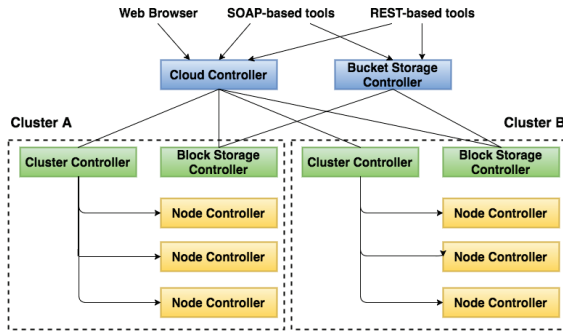 Web Browser
SOAP-based tools
REST-based tools
Cloud Controller
Bucket Storage
Controller
Cluster A
Cluster B
Cluster Controller
Block Storage
Controller
Cluster Controller
Block Storage
Controller
Node Controller
Node Controller
Node Controller
Node Controller
Node Controller
Node Controller